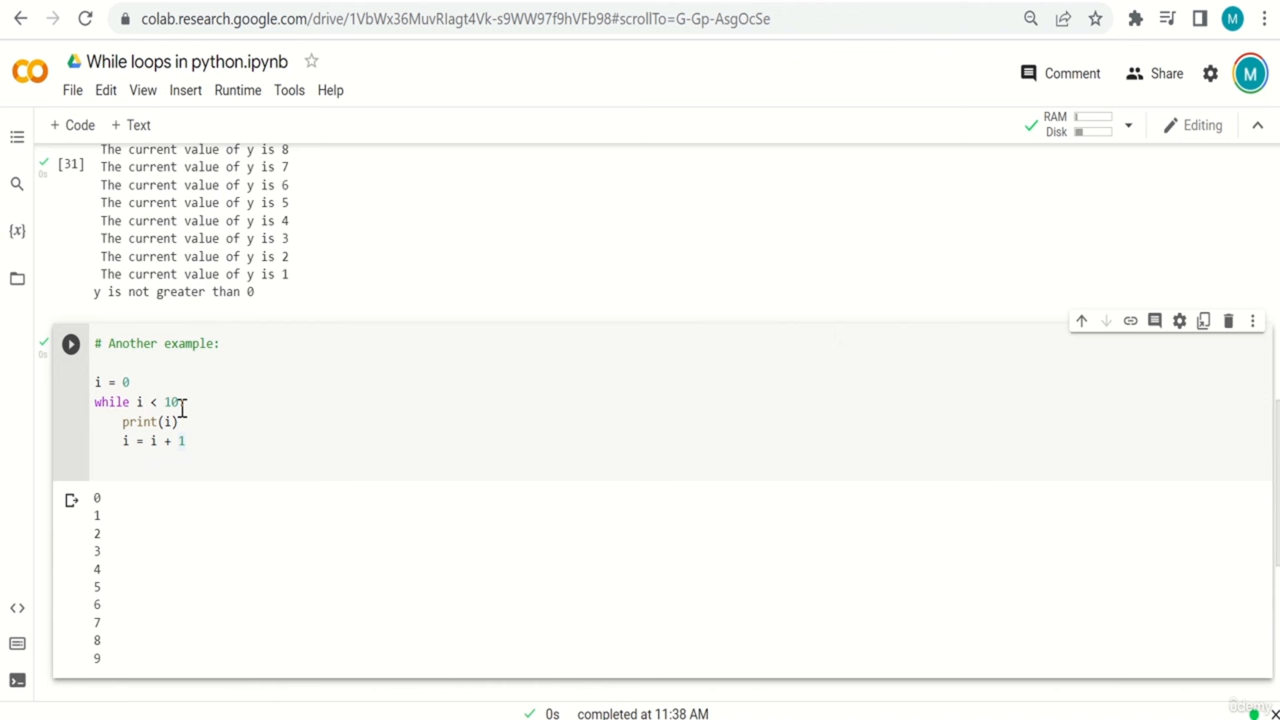 colab.research.google.com/drive/1VbWx36MuvRIagt4Vk-s9WW97f9hVFb98#scrollTo=G-Gp-AsgOcSe
M
CO
While loops in python.ipynb
Comment
Share
M
File Edit View Insert Runtime Tools Help
+ Code + Text
RAM
Disk
Editing
The current value of y is 8
[31]
0s
The current value of y is 7
The current value of y is 6
The current value of y is 5
{x}
The current value of y is 4
The current value of y is 3
The current value of y is 2
The current value of y is 1
y is not greater than 0
0s
# Another example:
i = 0
while i < 10:
print(i)
i = i + 1
0
1
2
3
4
5
6
7
8
9
0s completed at 11:38 AM
udemy